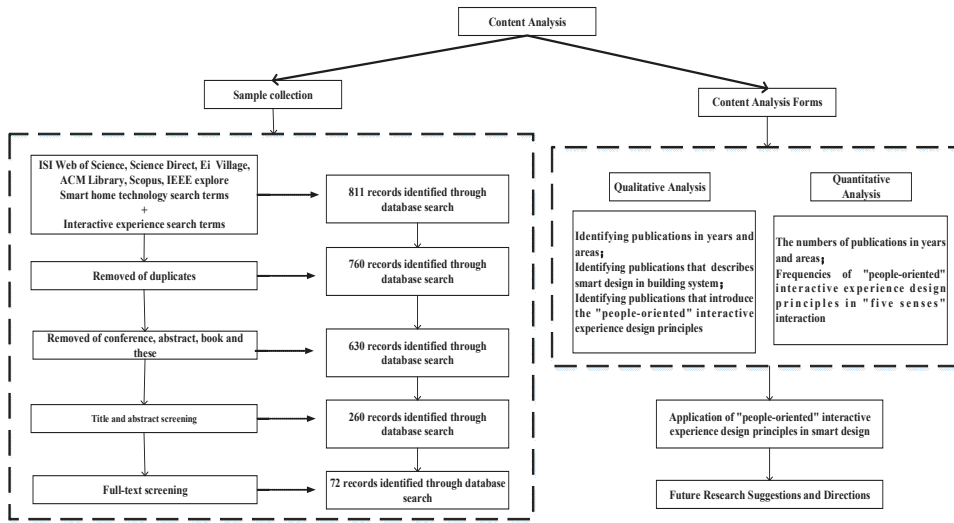 Content Analysis
Sample collection
ISI Web of Science, Science Direct, Ei Village,
ACM Library, Scopus, IEEE explore
Smart home technology search terms
+
Interactive experience search terms
811 records identified through
database search
Removed of duplicates
760 records identified through
database search
Removed of conference, abstract, book and
these
630 records identified through
database search
Title and abstract screening
260 records identified through
database search
Full-text screening
72 records identified through database
search
Content Analysis Forms
Qualitative Analysis
Identifying publications in years and
areas;
Identifying publications that describes
smart design in building system;
Identifying publications that introduce
the "people-oriented" interactive
experience design principles
Quantitative
Analysis
The numbers of publications in years
and areas;
Frequencies of "people-oriented"
interactive experience design
principles in "five senses"
interaction
Application of "people-oriented" interactive
experience design principles in smart design
Future Research Suggestions and Directions